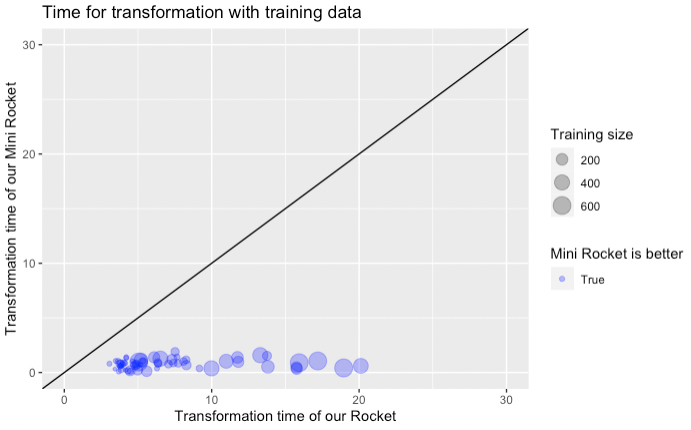 Time for transformation with training data
Transformation time of our Mini Rocket
30
20
10
0
0
10
20
30
Transformation time of our Rocket
Training size
200
400
600
Mini Rocket is better
True